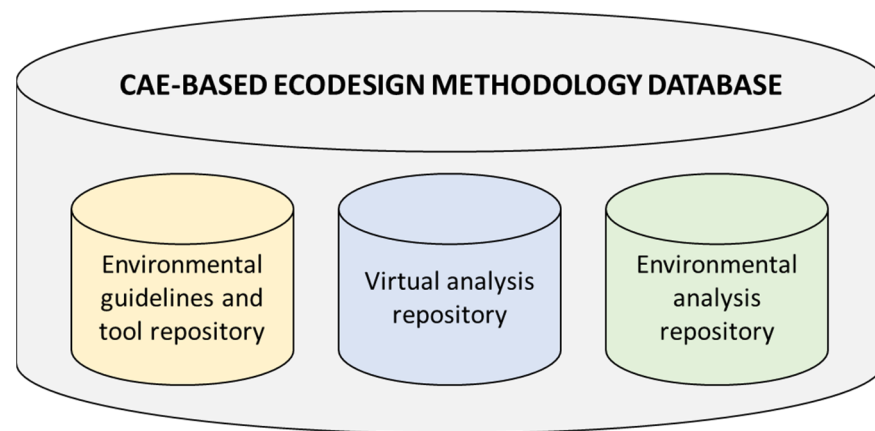 CAE-BASED ECODESIGN METHODOLOGY DATABASE
Environmental
guidelines and
tool repository
Virtual analysis
repository
Environmental
analysis
repository